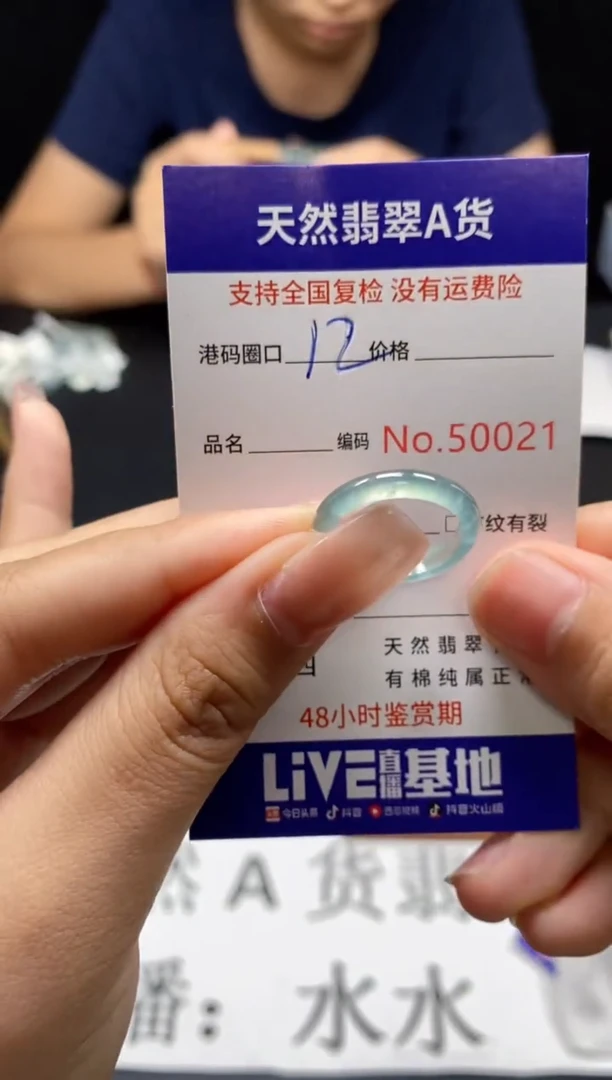 天然翡翠A货
支持全国复检 没有运费险
港码圈口 12 价格
品名 编码 No.50021
纹有裂
天然翡翠
有棉纯属正常
48小时鉴赏期
LiVE直播基地
今日头条 抖音 西瓜视频 抖音火山版
然A货翡
播：水水